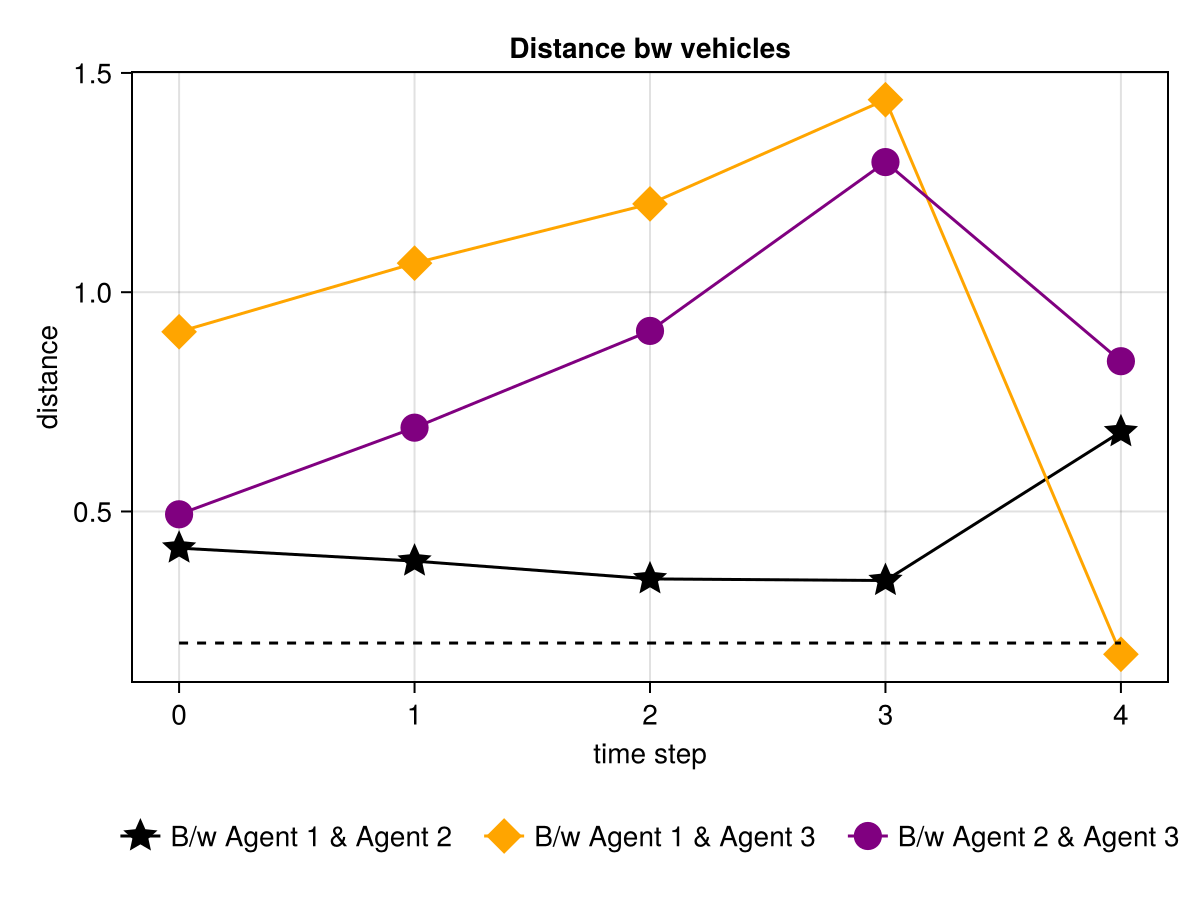 Distance bw vehicles
1.5
1.0
0.5
distance
0 1 2 3 4
time step
B/w Agent 1 & Agent 2 B/w Agent 1 & Agent 3 B/w Agent 2 & Agent 3